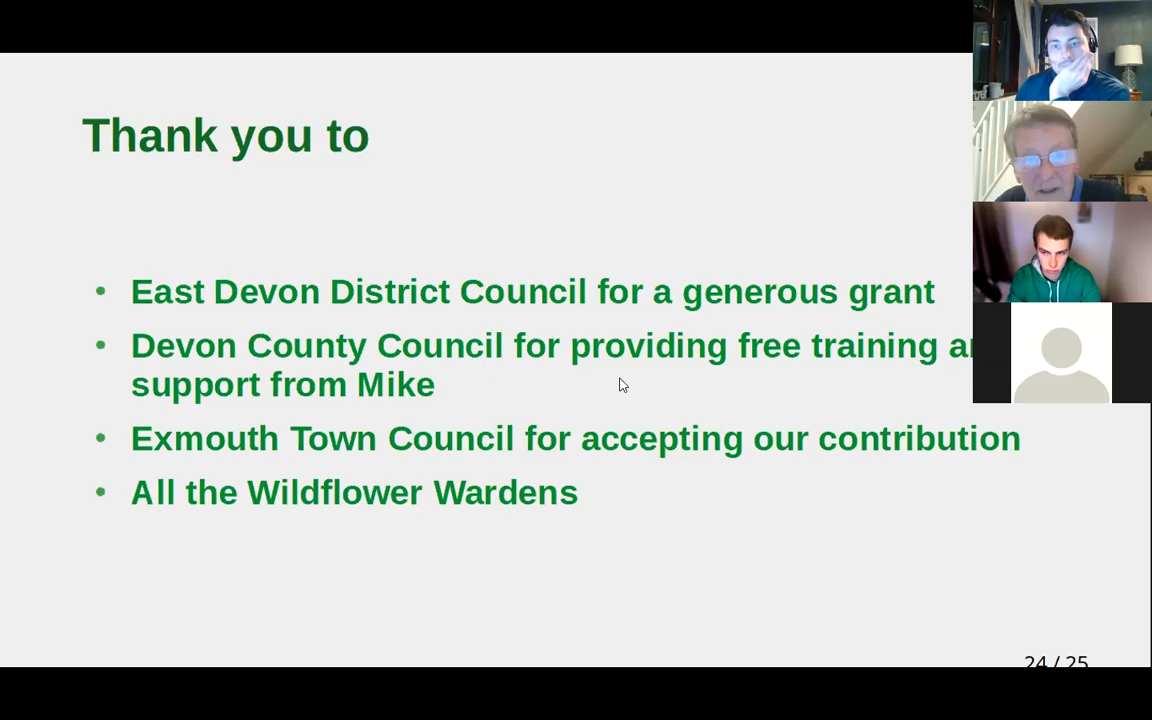 Thank you to
• East Devon District Council for a generous grant
• Devon County Council for providing free training
support from Mike
• Exmouth Town Council for accepting our contribution
• All the Wildflower Wardens
24 / 25